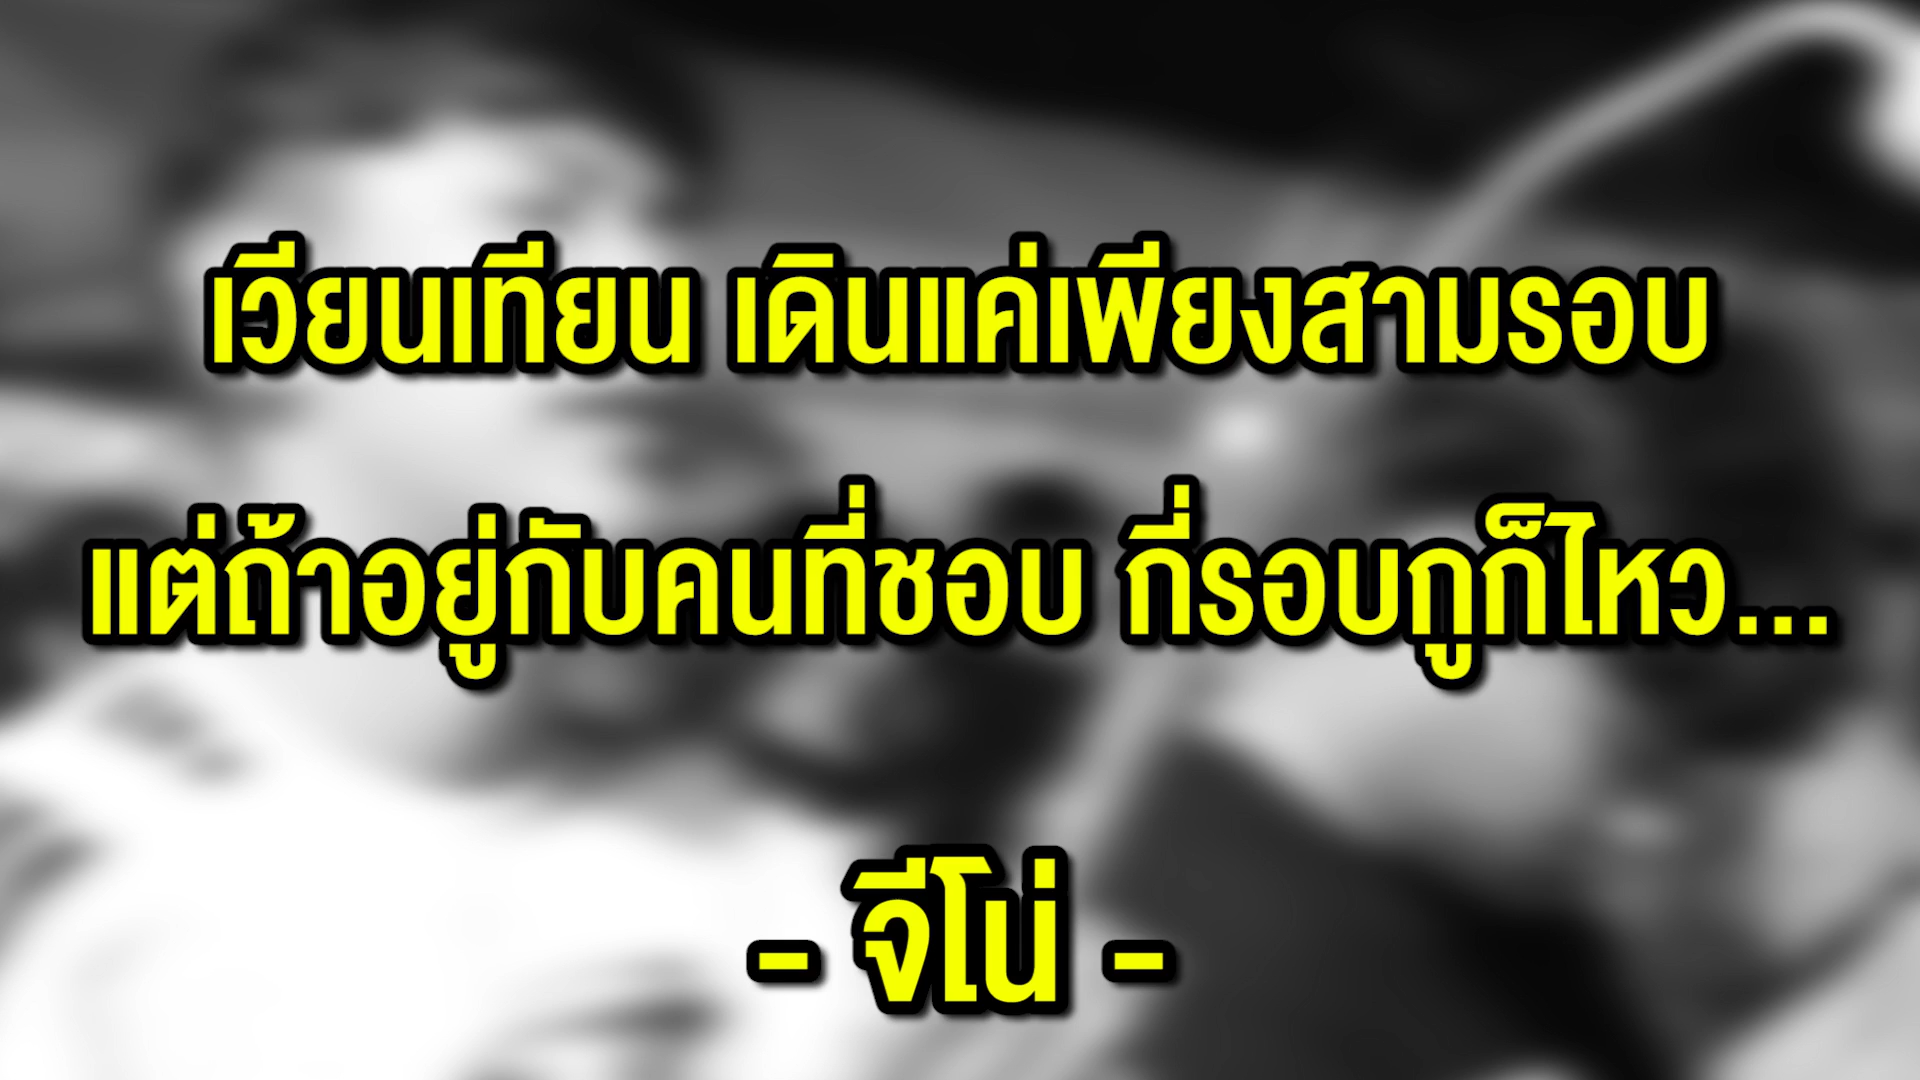 เวียนเทียน เดินแค่เพียงสามรอบ
แต่ถ้าอยู่กับคนที่ชอบ กี่รอบกูก็ไหว...
- จีโน่ -